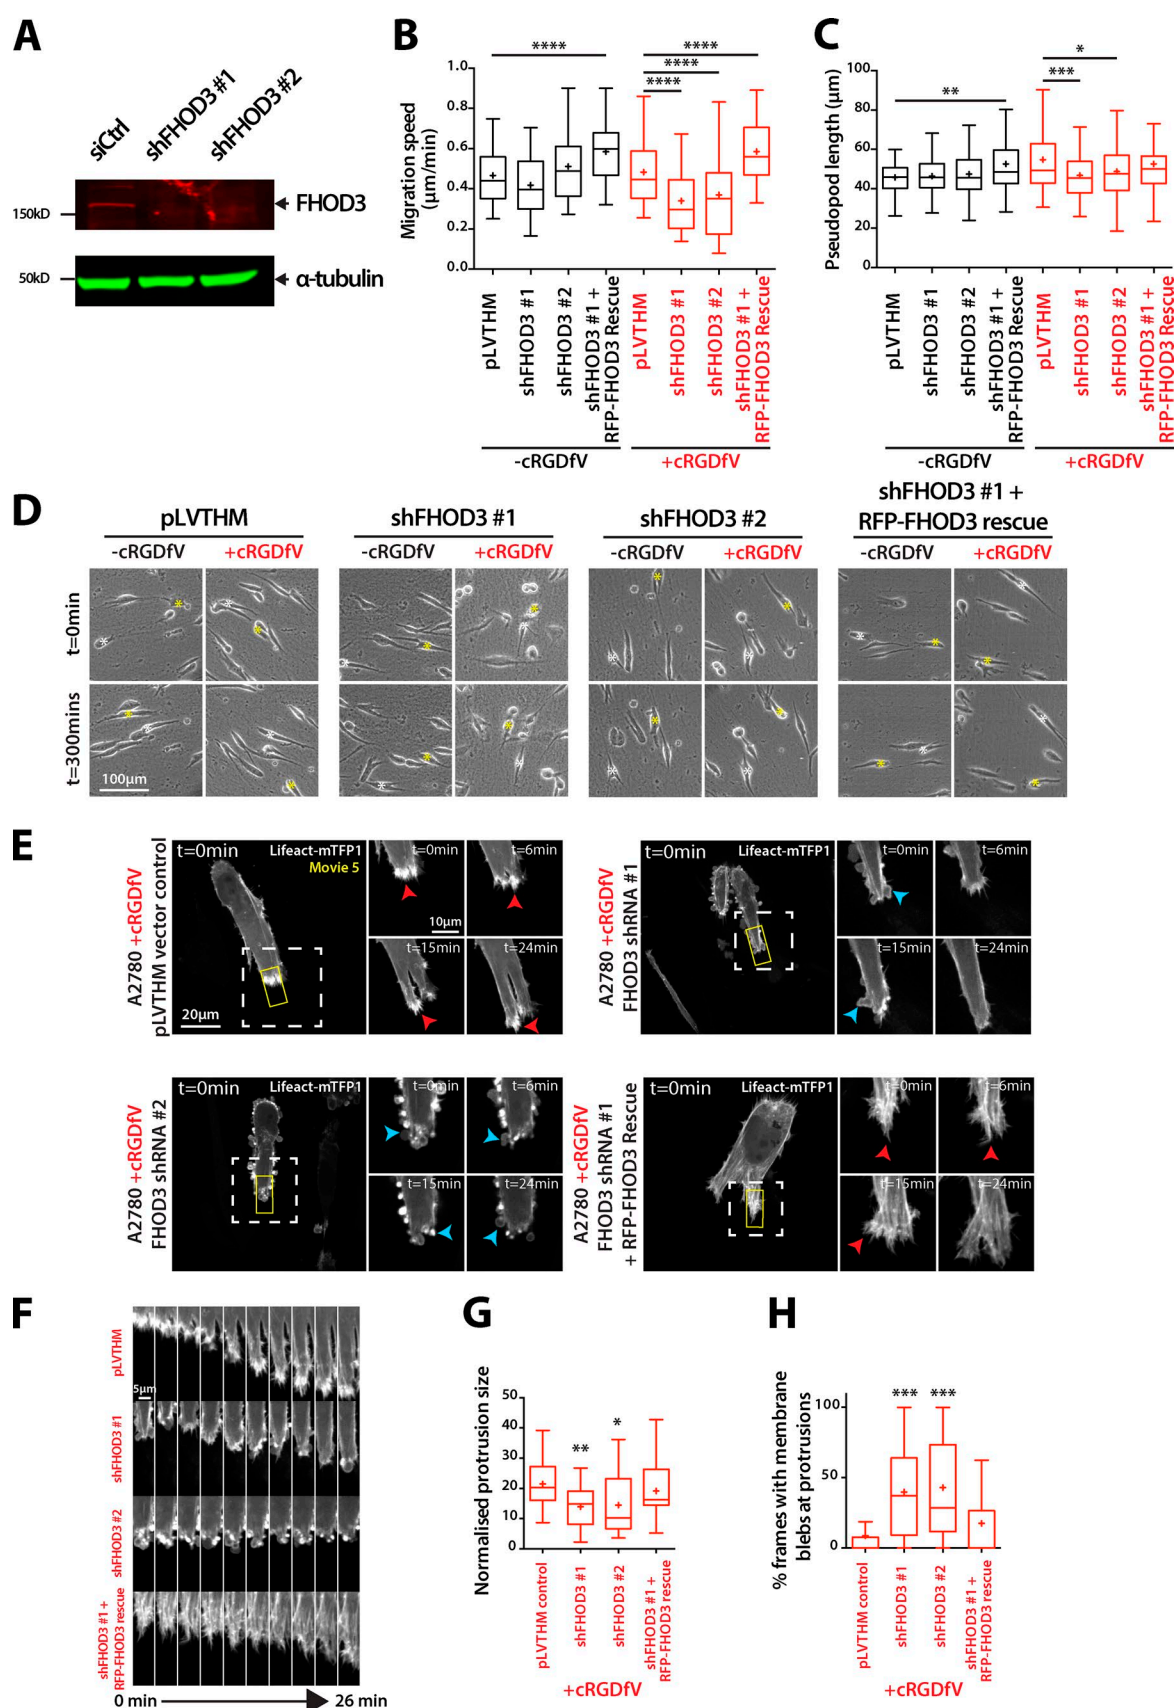 A
siCtrl
shFHOD3 #1
shFHOD3 #2
150kD
FHOD3
50kD
α-tubulin
B
Migration speed
(µm/min)
1.0
0.8
0.6
0.4
0.2
0.0
****
****
****
****
pLVTHM
shFHOD3 #1
shFHOD3 #2
shFHOD3 #1 +
RFP-FHOD3 Rescue
pLVTHM
shFHOD3 #1
shFHOD3 #2
shFHOD3 #1 +
RFP-FHOD3 Rescue
-cRGDfV
+cRGDfV
C
Pseudopod length (µm)
100
80
60
40
20
0
**
*
***
pLVTHM
shFHOD3 #1
shFHOD3 #2
shFHOD3 #1 +
RFP-FHOD3 Rescue
pLVTHM
shFHOD3 #1
shFHOD3 #2
shFHOD3 #1 +
RFP-FHOD3 Rescue
-cRGDfV
+cRGDfV
D
pLVTHM
shFHOD3 #1
shFHOD3 #2
shFHOD3 #1 +
RFP-FHOD3 rescue
-cRGDfV
+cRGDfV
-cRGDfV
+cRGDfV
-cRGDfV
+cRGDfV
-cRGDfV
+cRGDfV
t=0min
t=300mins
100µm
E
A2780 +cRGDfV
pLVTHM vector control
t=0min
Lifeact-mTFP1
Movie 5
20µm
t=0min
t=6min
10µm
t=15min
t=24min
A2780 +cRGDfV
FHOD3 shRNA #1
t=0min
Lifeact-mTFP1
t=0min
t=6min
t=15min
t=24min
A2780 +cRGDfV
FHOD3 shRNA #2
t=0min
Lifeact-mTFP1
t=0min
t=6min
t=15min
t=24min
A2780 +cRGDfV
FHOD3 shRNA #1
+ RFP-FHOD3 Rescue
t=0min
Lifeact-mTFP1
t=0min
t=6min
t=15min
t=24min
F
pLVTHM
5µm
shFHOD3 #1
shFHOD3 #2
shFHOD3 #1 +
RFP-FHOD3 rescue
0 min
26 min
G
Normalised protrusion size
50
40
30
20
10
0
**
*
pLVTHM control
shFHOD3 #1
shFHOD3 #2
shFHOD3 #1 +
RFP-FHOD3 rescue
+cRGDfV
H
% frames with membrane
blebs at protrusions
100
50
0
***
***
pLVTHM control
shFHOD3 #1
shFHOD3 #2
shFHOD3 #1 +
RFP-FHOD3 rescue
+cRGDfV